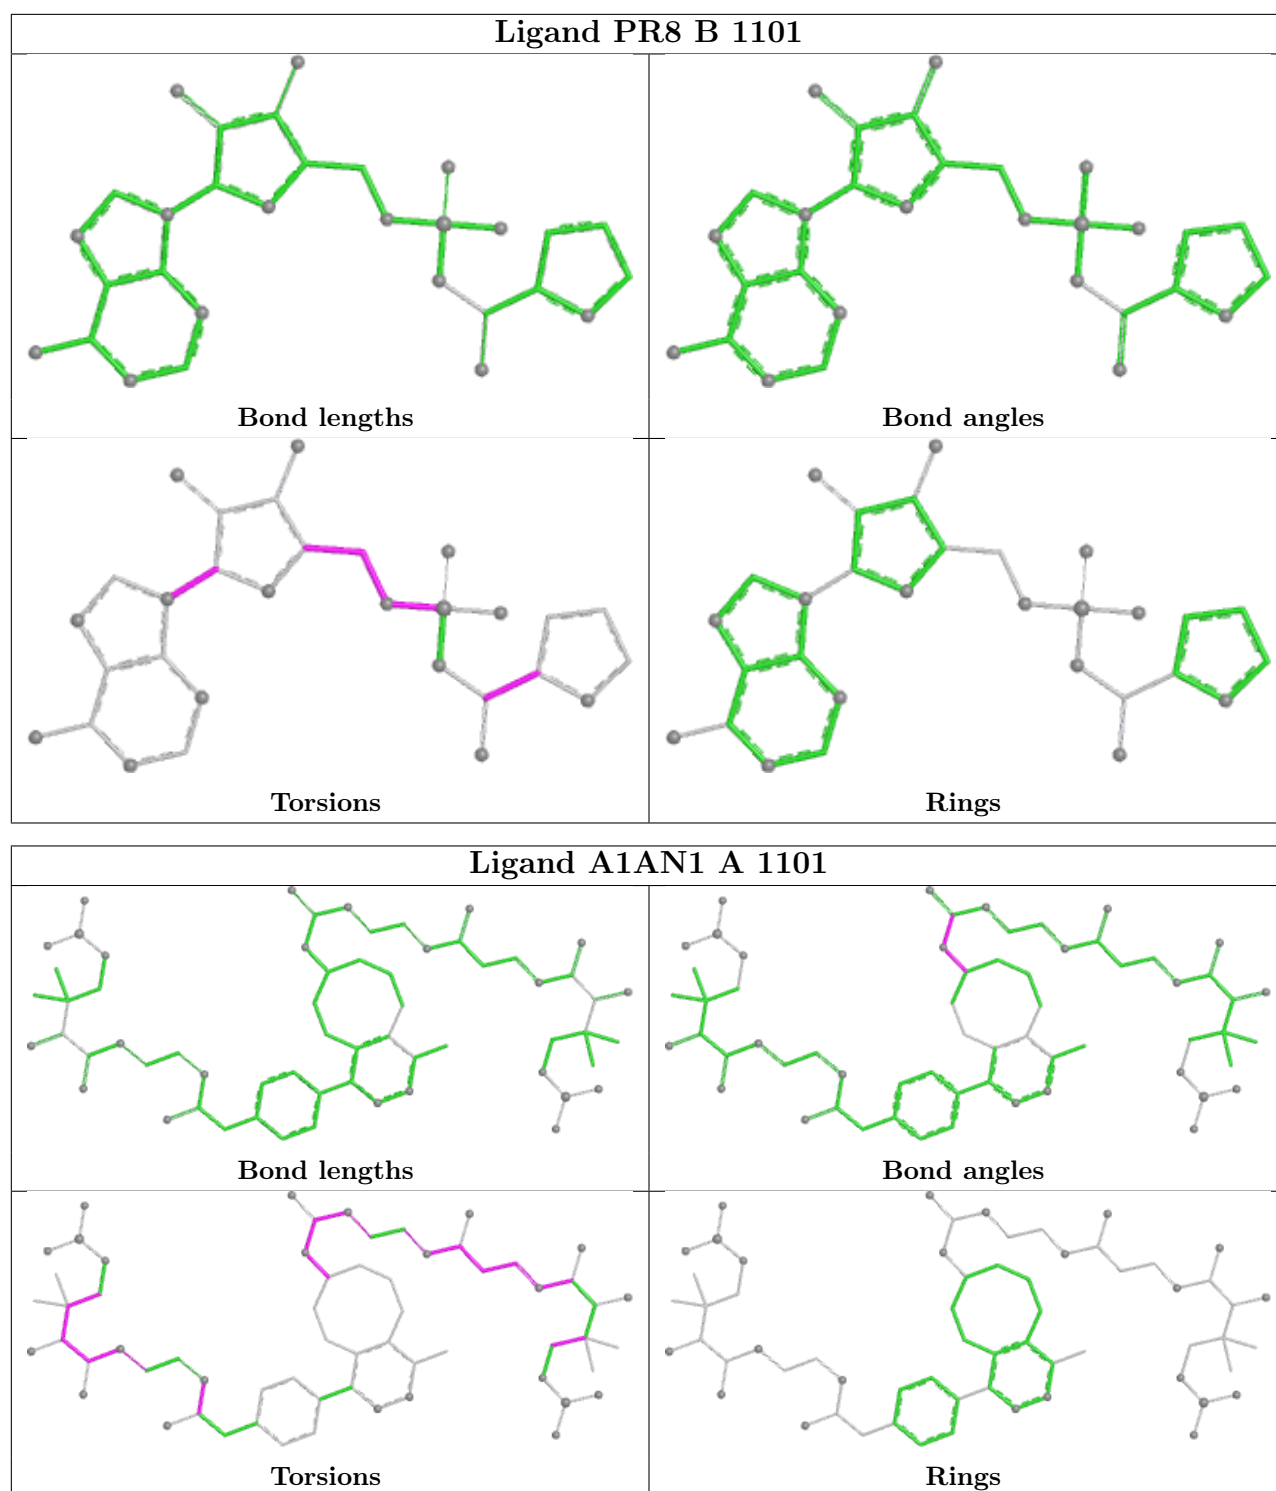 Ligand PR8 B 1101
Bond lengths
Bond angles
Torsions
Rings
Ligand A1AN1 A 1101
Bond lengths
Bond angles
Torsions
Rings